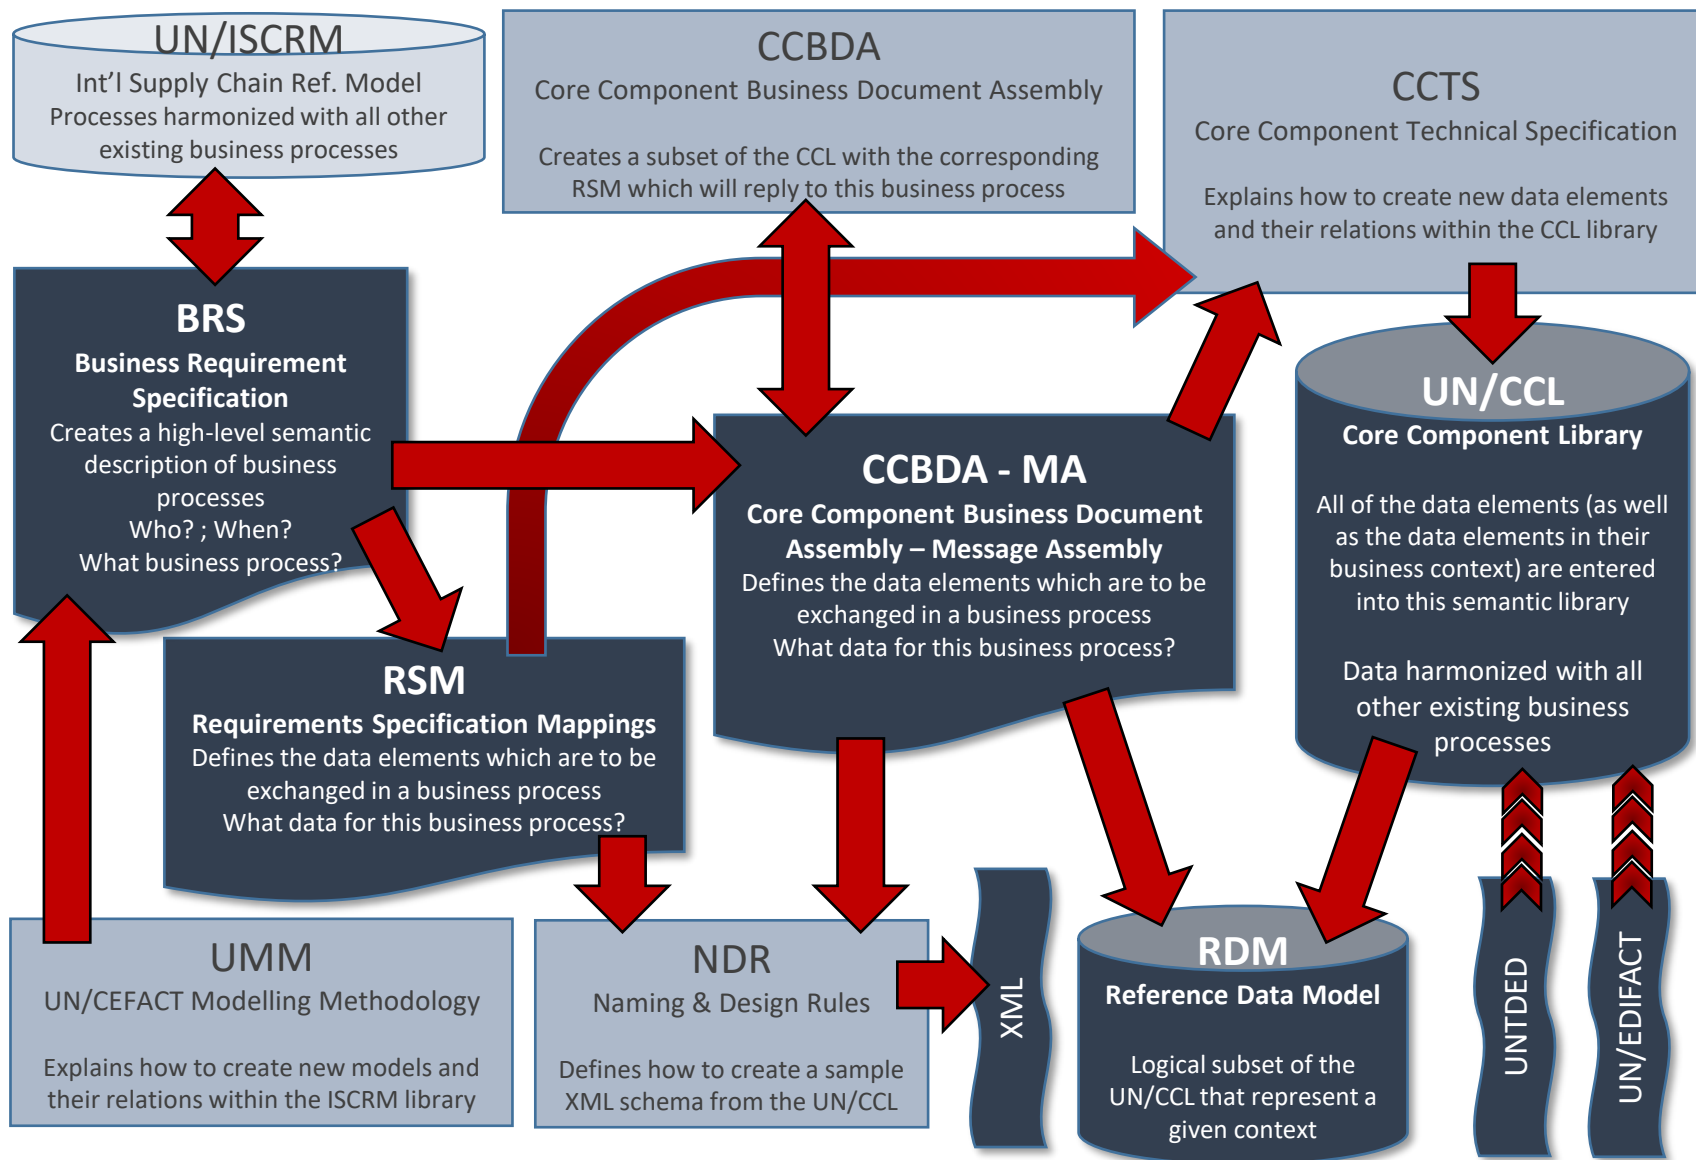 UN/ISCRM
Int’l Supply Chain Ref. Model
Processes harmonized with all other
existing business processes
CCBDA
Core Component Business Document Assembly
Creates a subset of the CCL with the corresponding
RSM which will reply to this business process
CCTS
Core Component Technical Specification
Explains how to create new data elements
and their relations within the CCL library
BRS
Business Requirement
Specification
Creates a high-level semantic
description of business
processes
Who? ; When?
What business process?
CCBDA - MA
Core Component Business Document
Assembly – Message Assembly
Defines the data elements which are to be
exchanged in a business process
What data for this business process?
UN/CCL
Core Component Library
All of the data elements (as well
as the data elements in their
business context) are entered
into this semantic library
Data harmonized with all
other existing business
processes
RSM
Requirements Specification Mappings
Defines the data elements which are to be
exchanged in a business process
What data for this business process?
UMM
UN/CEFACT Modelling Methodology
Explains how to create new models and
their relations within the ISCRM library
NDR
Naming & Design Rules
Defines how to create a sample
XML schema from the UN/CCL
XML
RDM
Reference Data Model
Logical subset of the
UN/CCL that represent a
given context
UNTDED
UN/EDIFACT